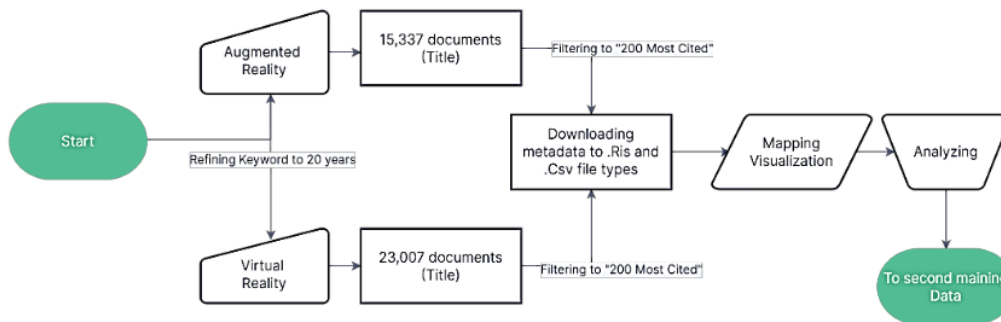 Augmented
Reality
15,337 documents
(Title)
Filtering to "200 Most Cited"
Start
Refining Keyword to 20 years
Downloading
metadata to .Ris and
.Csv file types
Mapping
Visualization
Analyzing
Virtual
Reality
23,007 documents
(Title)
Filtering to "200 Most Cited"
To second maining
Data